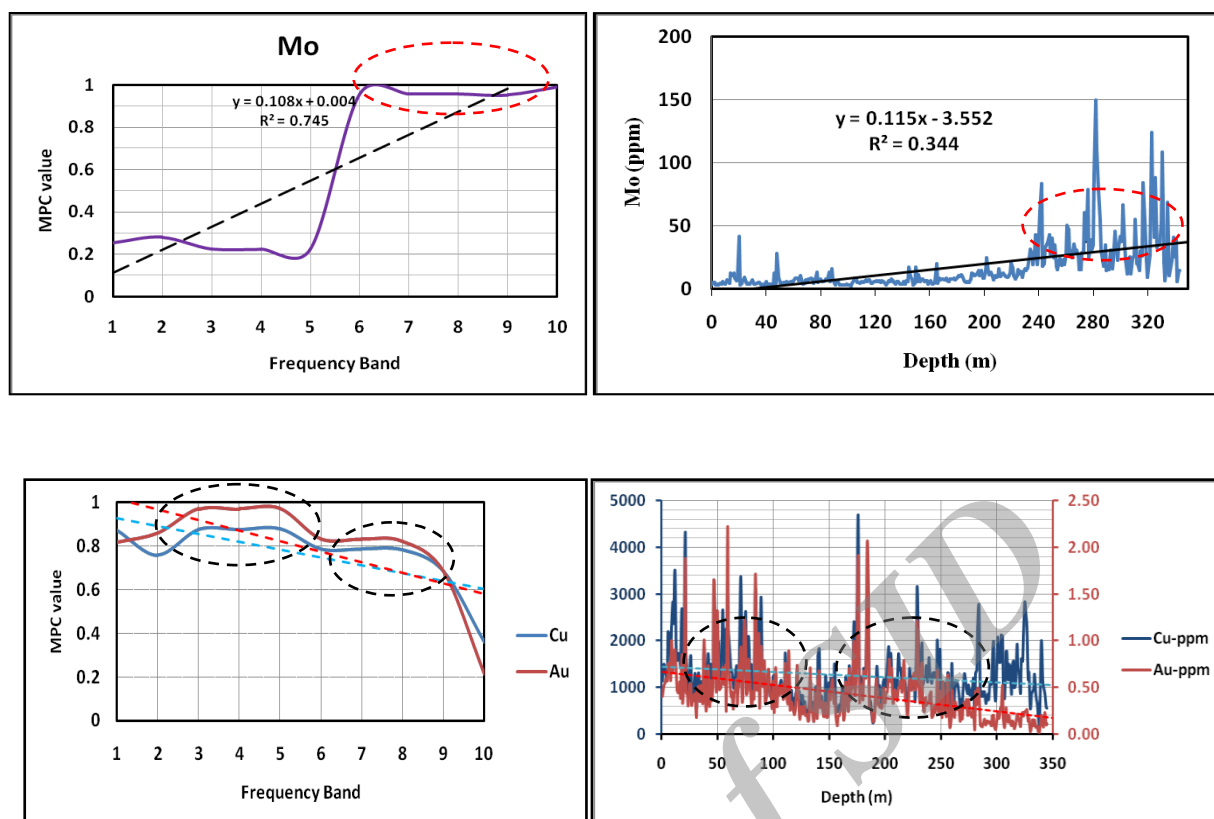 Mo
y = 0.108x + 0.004
R² = 0.745
MPC value
1
0.8
0.6
0.4
0.2
0
1 2 3 4 5 6 7 8 9 10
Frequency Band
y = 0.115x - 3.552
R² = 0.344
Mo (ppm)
200
150
100
50
0
0 40 80 120 160 200 240 280 320
Depth (m)
MPC value
1
0.8
0.6
0.4
0.2
0
1 2 3 4 5 6 7 8 9 10
Frequency Band
Cu
Au
5000
4000
3000
2000
1000
0
0 50 100 150 200 250 300 350
Depth (m)
2.50
2.00
1.50
1.00
0.50
0.00
Cu-ppm
Au-ppm
f SID